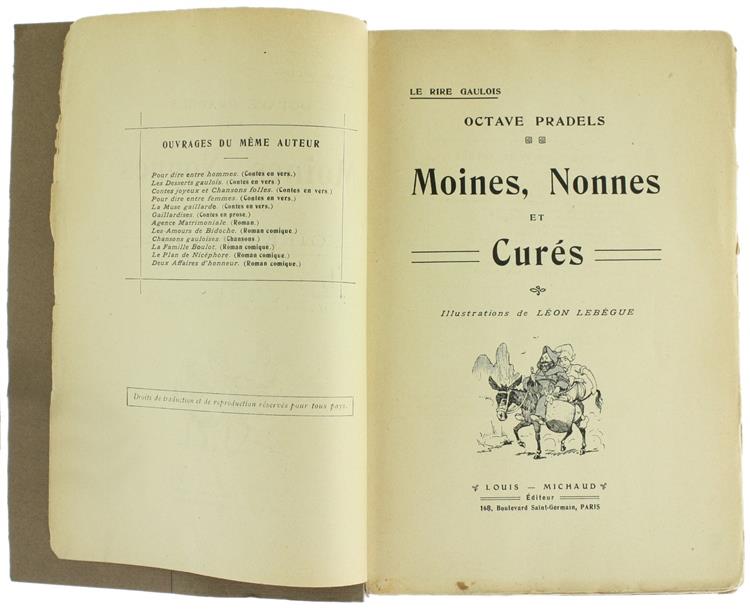 OUVRAGES DU MÊME AUTEUR
Pour dire entre hommes. (Contes en vers.)
Les Desserts gaulois. (Contes en vers.)
Contes joyeux et Chansons folles. (Contes en vers.)
Pour dire entre femmes. (Contes en vers.)
La Muse gaillarde. (Contes en vers.)
Gaillardises. (Contes en prose.)
Agence Matrimoniale. (Roman.)
Les Amours de Bidoche. (Roman comique.)
Chansons gauloises. (Chansons.)
La Famille Boulot. (Roman comique.)
Le Plan de Nicéphore. (Roman comique.)
Deux Affaires d'honneur. (Roman comique.)
Droits de traduction et de reproduction réservés pour tous pays.
LE RIRE GAULOIS
OCTAVE PRADELS
Moines, Nonnes
ET
Curés
Illustrations de LÉON LEBÈGUE
LOUIS — MICHAUD
Éditeur
168, Boulevard Saint-Germain, PARIS